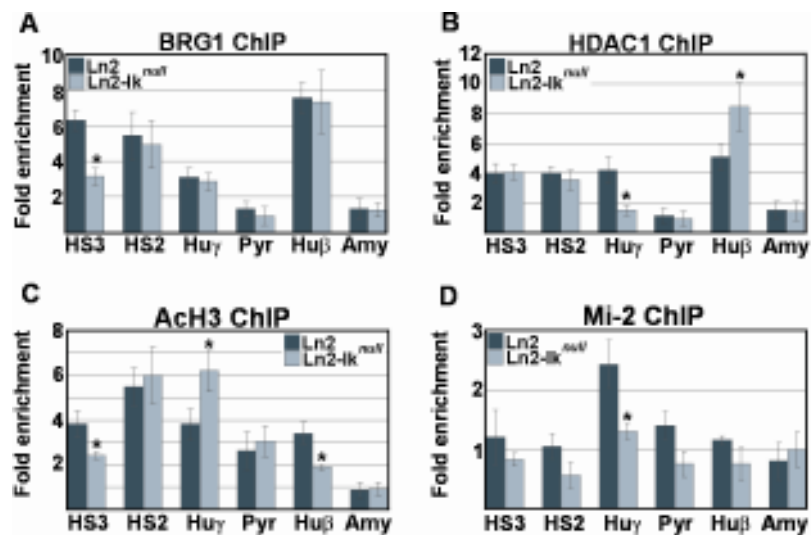 A
BRG1 ChIP
Fold enrichment
10
8
6
4
2
Ln2
Ln2-Ik null
*
HS3 HS2 Huγ Pyr Huβ Amy
B
HDAC1 ChIP
Fold enrichment
12
10
8
6
4
2
Ln2
Ln2-Ik null
*
*
HS3 HS2 Huγ Pyr Huβ Amy
C
AcH3 ChIP
Fold enrichment
8
6
4
2
Ln2
Ln2-Ik null
*
*
*
HS3 HS2 Huγ Pyr Huβ Amy
D
Mi-2 ChIP
Fold enrichment
3
2
1
Ln2
Ln2-Ik null
*
HS3 HS2 Huγ Pyr Huβ Amy